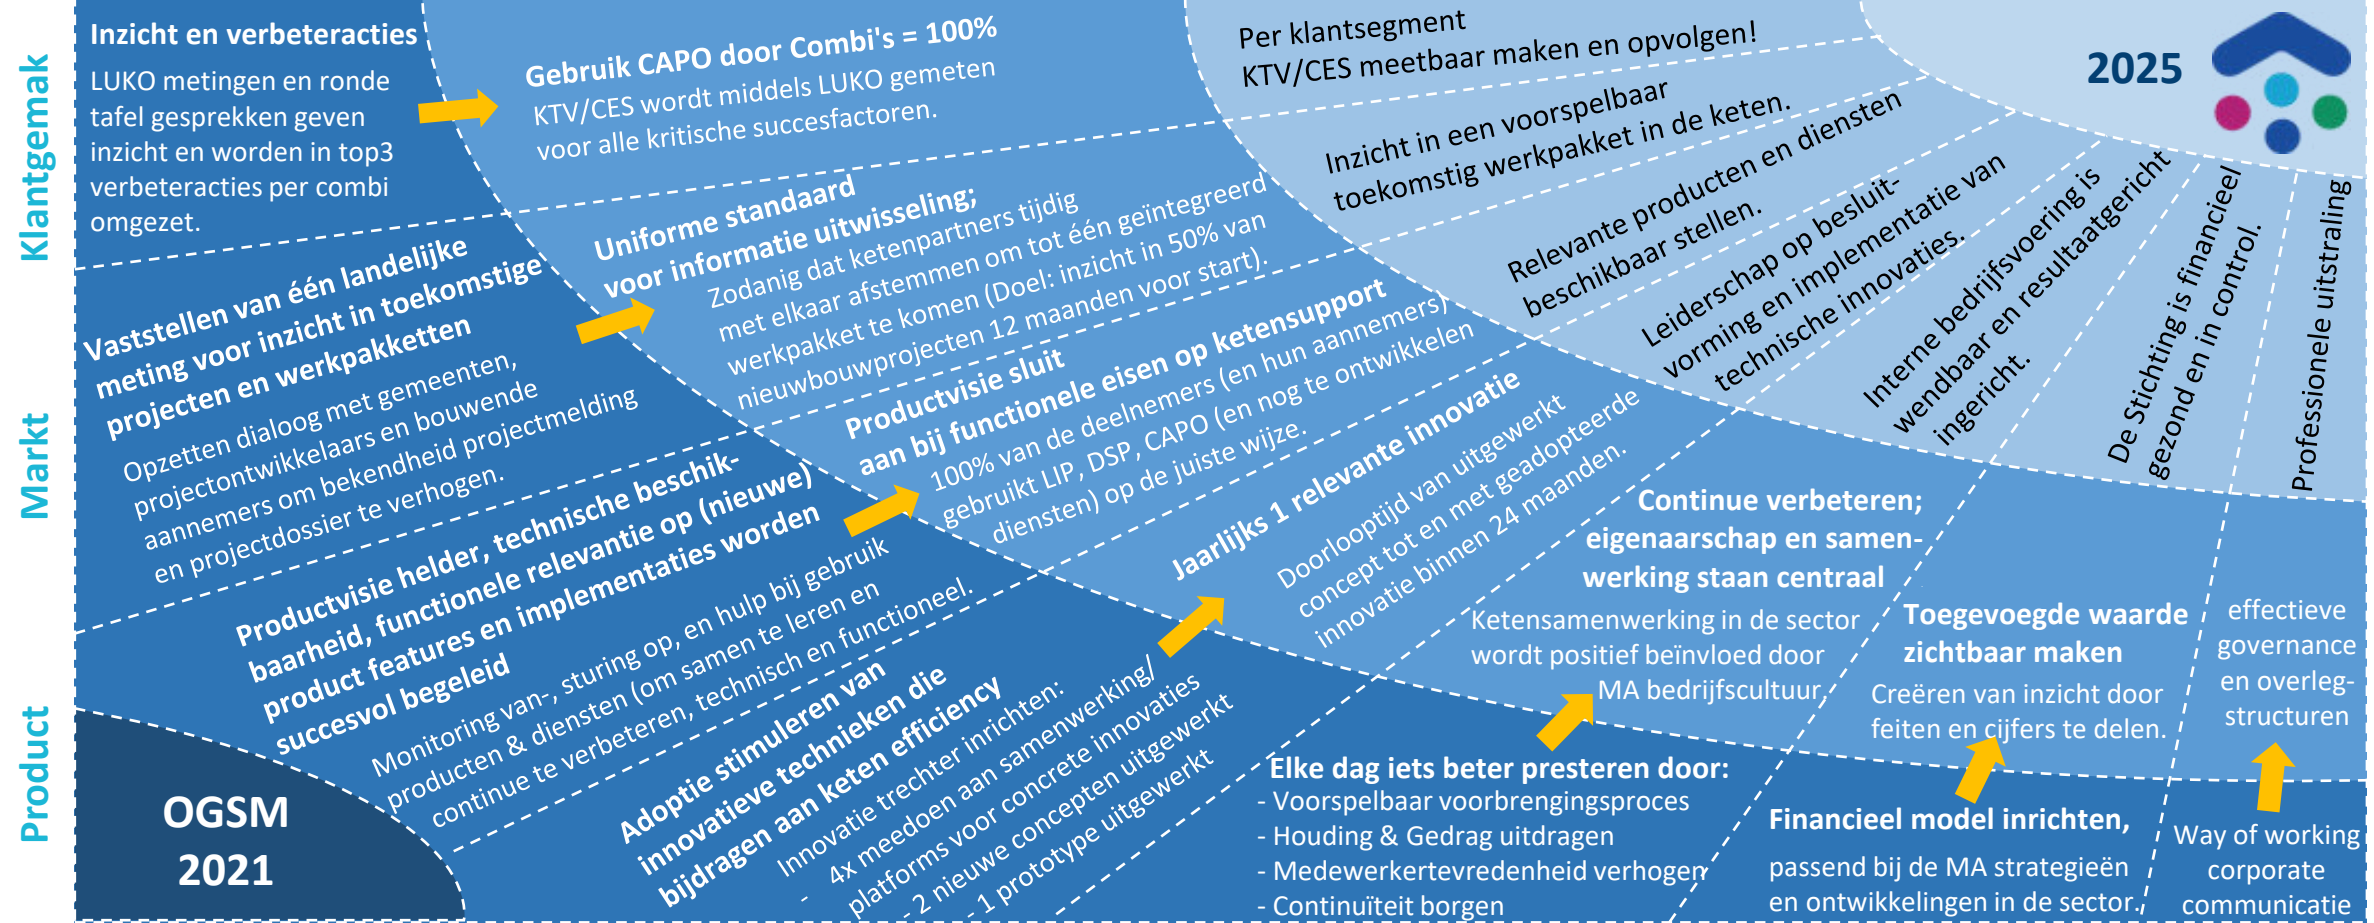 Klantgemak
Markt
Product
Inzicht en verbeteracties
LUKO metingen en ronde
tafel gesprekken geven
inzicht en worden in top3
verbeteracties per combi
omgezet.
Gebruik CAPO door Combi's = 100%
KTV/CES wordt middels LUKO gemeten
voor alle kritische succesfactoren.
Per klantsegment
KTV/CES meetbaar maken en opvolgen!
2025
Vaststellen van één landelijke
meting voor inzicht in toekomstige
projecten en werkpakketten
Opzetten dialoog met gemeenten,
projectontwikkelaars en bouwende
aannemers om bekendheid projectmelding
en projectdossier te verhogen.
Uniforme standaard
voor informatie uitwisseling;
Zodanig dat ketenpartners tijdig
met elkaar afstemmen om tot één geïntegreerd
werkpakket te komen (Doel: inzicht in 50% van
nieuwbouwprojecten 12 maanden voor start).
Inzicht in een voorspelbaar
toekomstig werkpakket in de keten.
Productvisie helder, technische beschik-
baarheid, functionele relevantie op (nieuwe)
product features en implementaties worden
succesvol begeleid
Monitoring van-, sturing op, en hulp bij gebruik
producten & diensten (om samen te leren en
continue te verbeteren, technisch en functioneel.
Productvisie sluit
aan bij functionele eisen op ketensupport
100% van de deelnemers (en hun aannemers)
gebruikt LIP, DSP, CAPO (en nog te ontwikkelen
diensten) op de juiste wijze.
Relevante producten en diensten
beschikbaar stellen.
Adoptie stimuleren van
innovatieve technieken die
bijdragen aan keten efficiency
Innovatie trechter inrichten:
- 4x meedoen aan samenwerking/
platforms voor concrete innovaties
- 2 nieuwe concepten uitgewerkt
- 1 prototype uitgewerkt
Jaarlijks 1 relevante innovatie
Doorlooptijd van uitgewerkt
concept tot en met geadopteerde
innovatie binnen 24 maanden.
Leiderschap op besluit-
vorming en implementatie van
technische innovaties.
Elke dag iets beter presteren door:
- Voorspelbaar voorbrengingsproces
- Houding & Gedrag uitdragen
- Medewerkertevredenheid verhogen
- Continuïteit borgen
Continue verbeteren;
eigenaarschap en samen-
werking staan centraal
Ketensamenwerking in de sector
wordt positief beïnvloed door
MA bedrijfscultuur
Interne bedrijfsvoering is
wendbaar en resultaatgericht
ingericht.
Financieel model inrichten,
passend bij de MA strategieën
en ontwikkelingen in de sector.
Toegevoegde waarde
zichtbaar maken
Creëren van inzicht door
feiten en cijfers te delen.
De Stichting is financieel
gezond en in control.
Way of working
corporate
communicatie
effectieve
governance
en overleg-
structuren
Professionele uitstraling
OGSM
2021